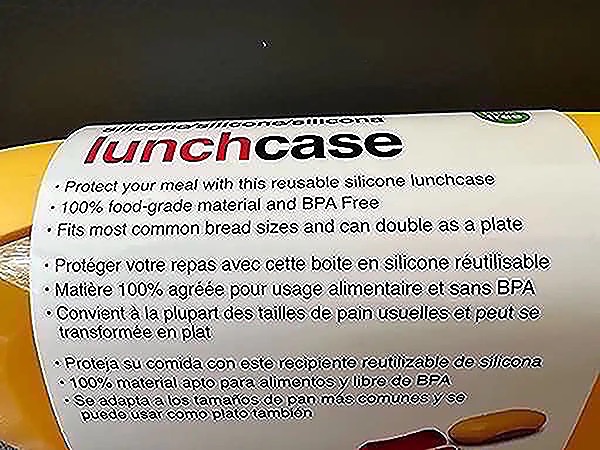 silicone/silicone/silicona
lunchcase
• Protect your meal with this reusable silicone lunchcase
• 100% food-grade material and BPA Free
• Fits most common bread sizes and can double as a plate
• Protéger votre repas avec cette boite en silicone réutilisable
• Matière 100% agréée pour usage alimentaire et sans BPA
• Convient à la plupart des tailles de pain usuelles et peut se
transformée en plat
• Proteja su comida con este recipiente reutilizable de silicona
• 100% material apto para alimentos y libre de BPA
• Se adapta a los tamaños de pan más comunes y se
puede usar como plato también